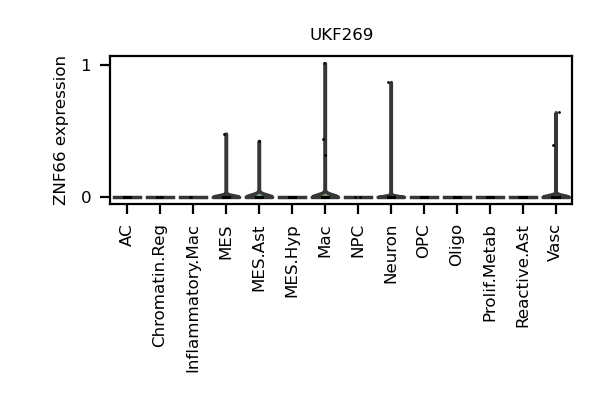 UKF269
ZNF66 expression
1
0
AC
Chromatin.Reg
Inflammatory.Mac
MES
MES.Ast
MES.Hyp
Mac
NPC
Neuron
OPC
Oligo
Prolif.Metab
Reactive.Ast
Vasc